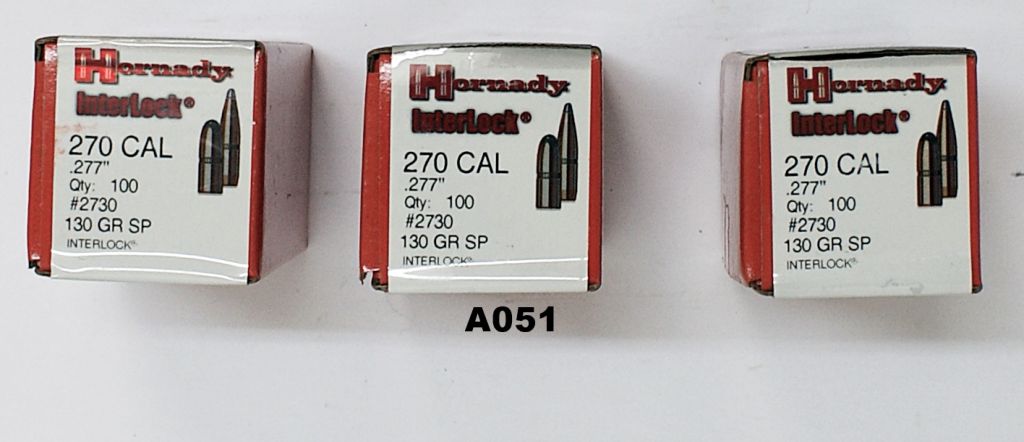 Hornady
InterLock®
270 CAL
.277"
Qty: 100
#2730
130 GR SP
INTERLOCK®
Hornady
InterLock®
270 CAL
.277"
Qty: 100
#2730
130 GR SP
INTERLOCK®
Hornady
InterLock®
270 CAL
.277"
Qty: 100
#2730
130 GR SP
INTERLOCK®
A051